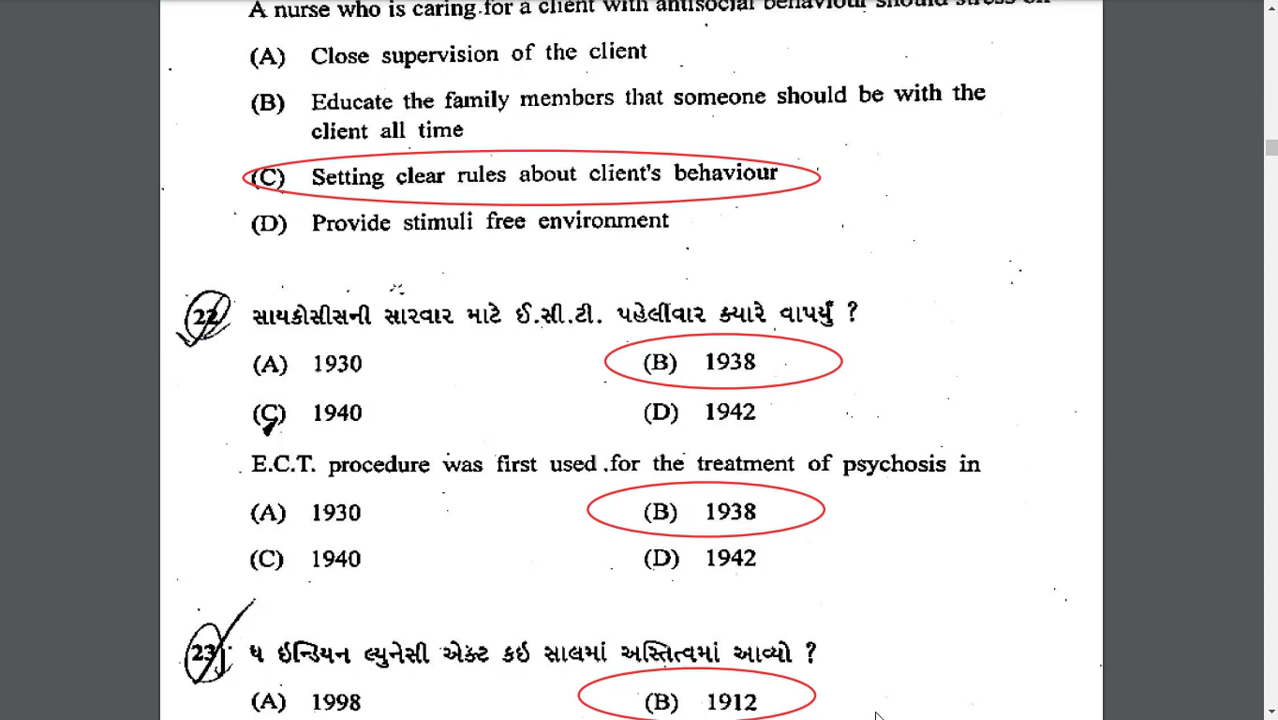 A nurse who is caring for a client with antisocial behaviour should stress on
(A) Close supervision of the client
(B) Educate the family members that someone should be with the
client all time
(C) Setting clear rules about client's behaviour
(D) Provide stimuli free environment
22 સાયકોસીસની સારવાર માટે ઈ.સી.ટી. પહેલીંવાર ક્યારે વાપર્યું ?
(A) 1930 (B) 1938
(C) 1940 (D) 1942
E.C.T. procedure was first used for the treatment of psychosis in
(A) 1930 (B) 1938
(C) 1940 (D) 1942
23 ધ ઇન્ડિયન લ્યુનેસી એક્ટ કઇ સાલમાં અસ્તિત્વમાં આવ્યો ?
(A) 1998 (B) 1912